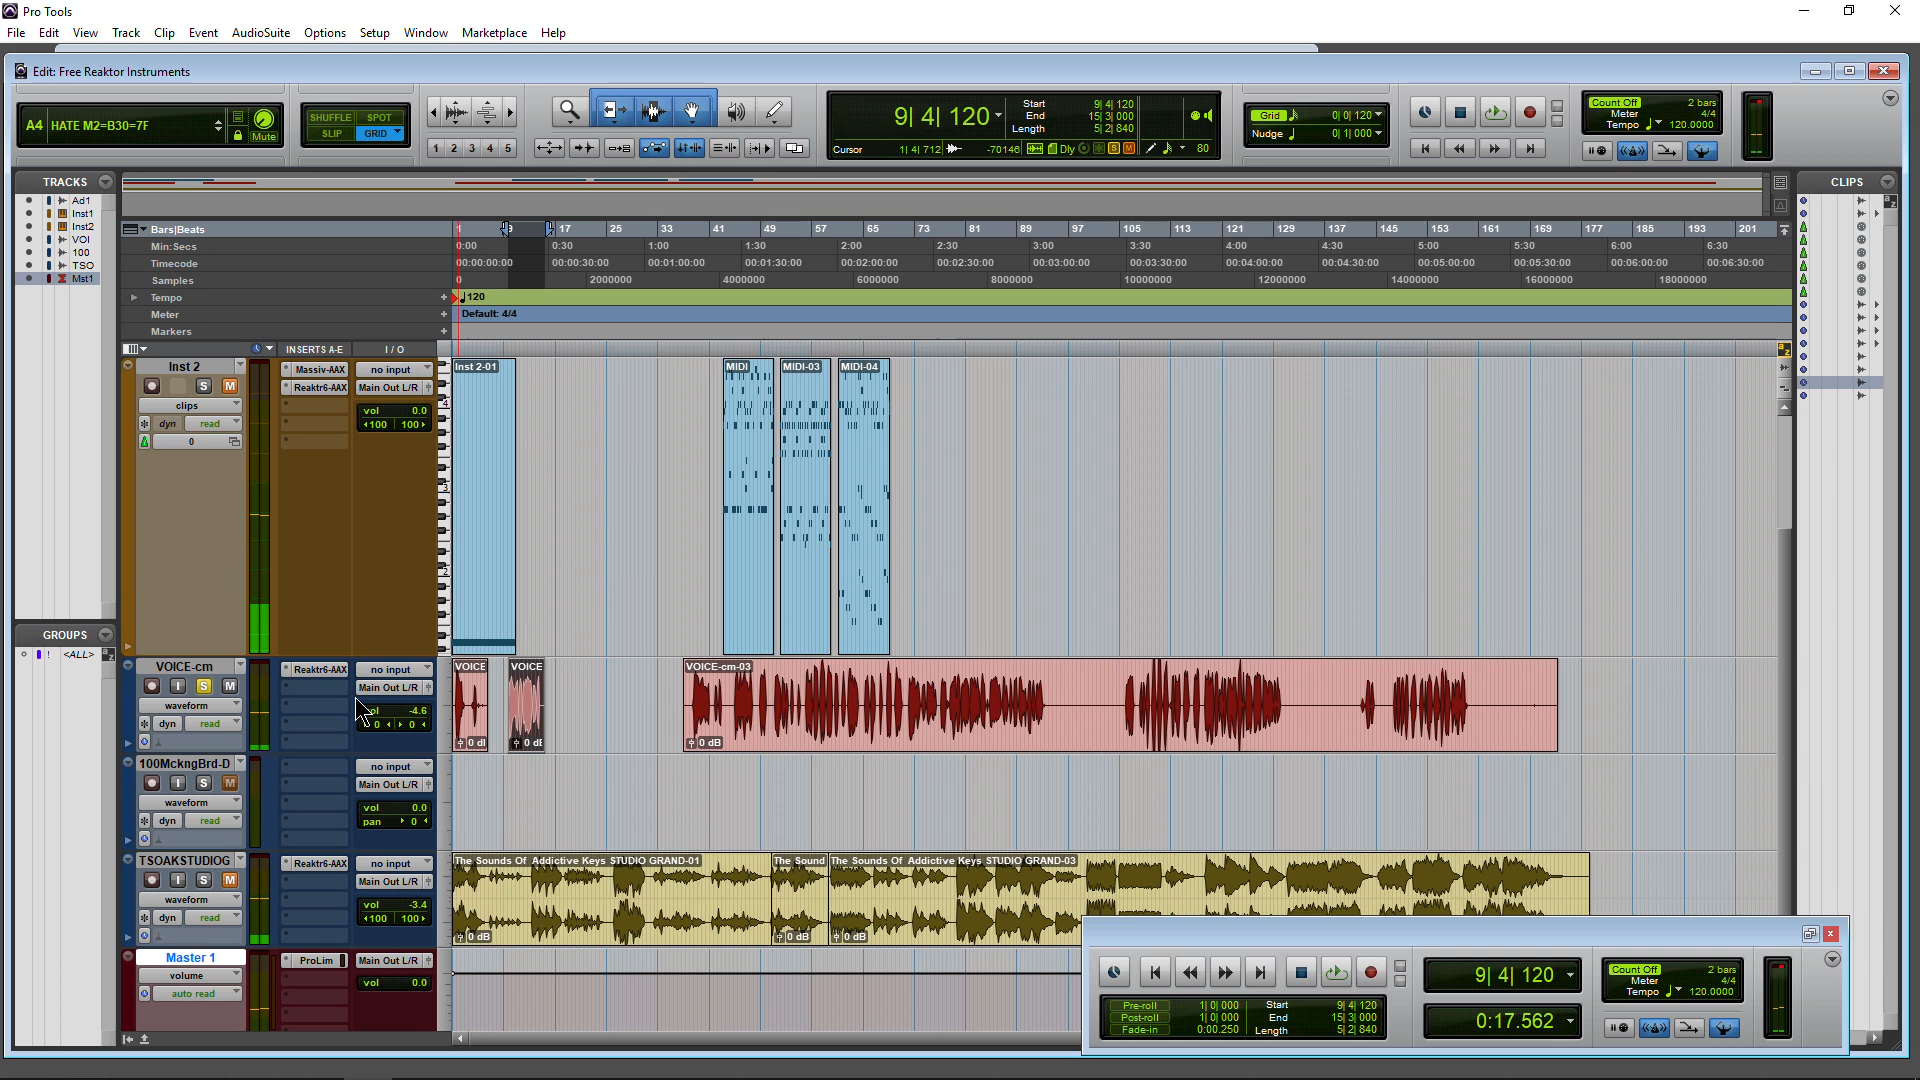 Pro Tools
File Edit View Track Clip Event AudioSuite Options Setup Window Marketplace Help
Edit: Free Reaktor Instruments
A4 HATE M2=B30=7F
Mute
SHUFFLE SPOT
SLIP GRID
1 2 3 4 5
9| 4| 120
Start 9| 4| 120
End 15| 3| 000
Length 5| 2| 840
Cursor 1| 4| 712 -70146 Dly S M 80
Grid 0| 0| 120
Nudge 0| 1| 000
Count Off 2 bars
Meter 4/4
Tempo 120.0000
TRACKS
Ad1
Inst1
Inst2
VOI
100
TSO
Mst1
GROUPS
! <ALL>
CLIPS
Bars|Beats 1 9 17 25 33 41 49 57 65 73 81 89 97 105 113 121 129 137 145 153 161 169 177 185 193 201
Min:Secs 0:00 0:30 1:00 1:30 2:00 2:30 3:00 3:30 4:00 4:30 5:00 5:30 6:00 6:30
Timecode 00:00:00:00 00:00:30:00 00:01:00:00 00:01:30:00 00:02:00:00 00:02:30:00 00:03:00:00 00:03:30:00 00:04:00:00 00:04:30:00 00:05:00:00 00:05:30:00 00:06:00:00 00:06:30:00
Samples 0 2000000 4000000 6000000 8000000 10000000 12000000 14000000 16000000 18000000
Tempo 120
Meter Default: 4/4
Markers
INSERTS A-E I / O
Inst 2 Massiv-AAX no input
S M Reaktr6-AAX Main Out L/R
clips vol 0.0
dyn read 100 100
0
Inst 2-01 MIDI MIDI-03 MIDI-04
4
3
2
VOICE-cm Reaktr6-AAX no input
I S M Main Out L/R
waveform -4.6
dyn read 0 0
VOICE VOICE VOICE-cm-03
0 dB
100MckngBrd-D no input
I S M Main Out L/R
waveform vol 0.0
dyn read pan 0
TSOAKSTUDIOG Reaktr6-AAX no input
I S M Main Out L/R
waveform vol -3.4
dyn read 100 100
The Sounds Of Addictive Keys STUDIO GRAND-01 The Sound The Sounds Of Addictive Keys STUDIO GRAND-03
0 dB 0 dB 0 dB
Master 1 ProLim Main Out L/R
volume vol 0.0
auto read
Pre-roll 1| 0| 000 Start 9| 4| 120
Post-roll 1| 0| 000 End 15| 3| 000
Fade-in 0:00.250 Length 5| 2| 840
9| 4| 120
0:17.562
Count Off 2 bars
Meter 4/4
Tempo 120.0000